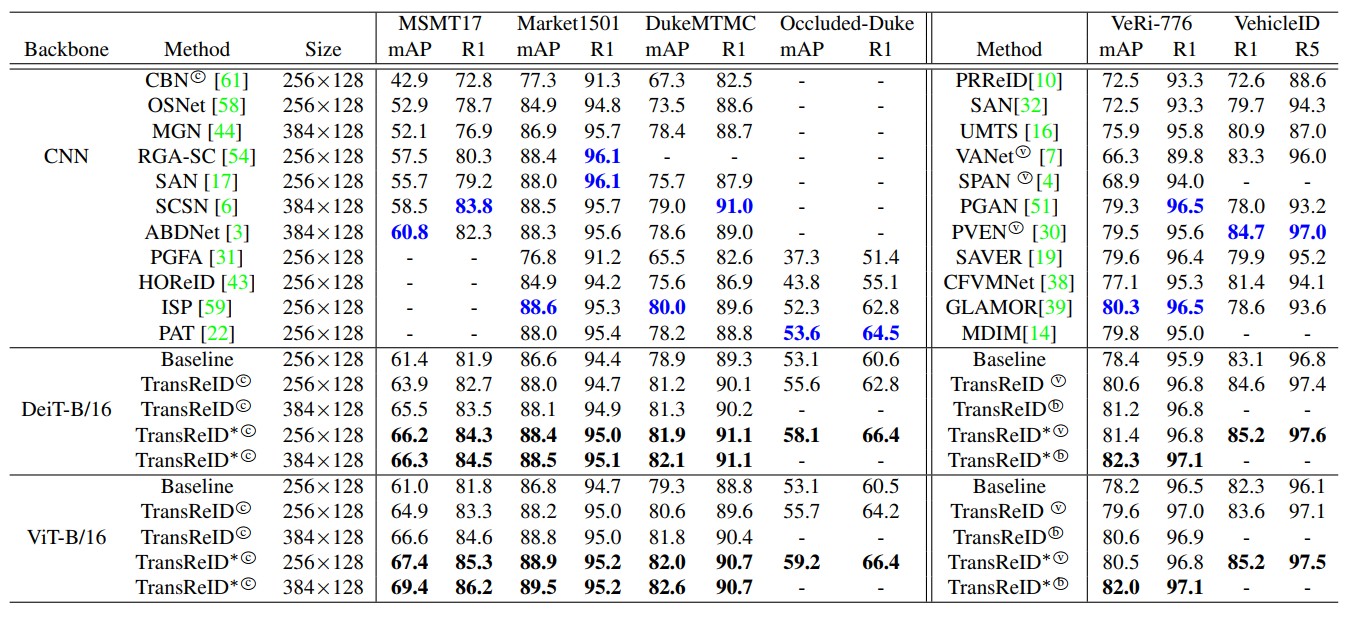 MSMT17 Market1501 DukeMTMC Occluded-Duke VeRi-776 VehicleID
Backbone Method Size mAP R1 mAP R1 mAP R1 mAP R1 Method mAP R1 R1 R5
CBNⓒ [61] 256×128 42.9 72.8 77.3 91.3 67.3 82.5 - - PRReID[10] 72.5 93.3 72.6 88.6
OSNet [58] 256×128 52.9 78.7 84.9 94.8 73.5 88.6 - - SAN[32] 72.5 93.3 79.7 94.3
MGN [44] 384×128 52.1 76.9 86.9 95.7 78.4 88.7 - - UMTS [16] 75.9 95.8 80.9 87.0
CNN RGA-SC [54] 256×128 57.5 80.3 88.4 96.1 - - - - VANetⓥ [7] 66.3 89.8 83.3 96.0
SAN [17] 256×128 55.7 79.2 88.0 96.1 75.7 87.9 - - SPAN ⓥ[4] 68.9 94.0 - -
SCSN [6] 384×128 58.5 83.8 88.5 95.7 79.0 91.0 - - PGAN [51] 79.3 96.5 78.0 93.2
ABDNet [3] 384×128 60.8 82.3 88.3 95.6 78.6 89.0 - - PVENⓥ [30] 79.5 95.6 84.7 97.0
PGFA [31] 256×128 - - 76.8 91.2 65.5 82.6 37.3 51.4 SAVER [19] 79.6 96.4 79.9 95.2
HOReID [43] 256×128 - - 84.9 94.2 75.6 86.9 43.8 55.1 CFVMNet [38] 77.1 95.3 81.4 94.1
ISP [59] 256×128 - - 88.6 95.3 80.0 89.6 52.3 62.8 GLAMOR[39] 80.3 96.5 78.6 93.6
PAT [22] 256×128 - - 88.0 95.4 78.2 88.8 53.6 64.5 MDIM[14] 79.8 95.0 - -
Baseline 256×128 61.4 81.9 86.6 94.4 78.9 89.3 53.1 60.6 Baseline 78.4 95.9 83.1 96.8
TransReIDⓒ 256×128 63.9 82.7 88.0 94.7 81.2 90.1 55.6 62.8 TransReID ⓥ 80.6 96.8 84.6 97.4
DeiT-B/16 TransReIDⓒ 384×128 65.5 83.5 88.1 94.9 81.3 90.2 - - TransReIDⓑ 81.2 96.8 - -
TransReID*ⓒ 256×128 66.2 84.3 88.4 95.0 81.9 91.1 58.1 66.4 TransReID*ⓥ 81.4 96.8 85.2 97.6
TransReID*ⓒ 384×128 66.3 84.5 88.5 95.1 82.1 91.1 - - TransReID*ⓑ 82.3 97.1 - -
Baseline 256×128 61.0 81.8 86.8 94.7 79.3 88.8 53.1 60.5 Baseline 78.2 96.5 82.3 96.1
TransReIDⓒ 256×128 64.9 83.3 88.2 95.0 80.6 89.6 55.7 64.2 TransReID ⓥ 79.6 97.0 83.6 97.1
ViT-B/16 TransReIDⓒ 384×128 66.6 84.6 88.8 95.0 81.8 90.4 - - TransReIDⓑ 80.6 96.9 - -
TransReID*ⓒ 256×128 67.4 85.3 88.9 95.2 82.0 90.7 59.2 66.4 TransReID*ⓥ 80.5 96.8 85.2 97.5
TransReID*ⓒ 384×128 69.4 86.2 89.5 95.2 82.6 90.7 - - TransReID*ⓑ 82.0 97.1 - -